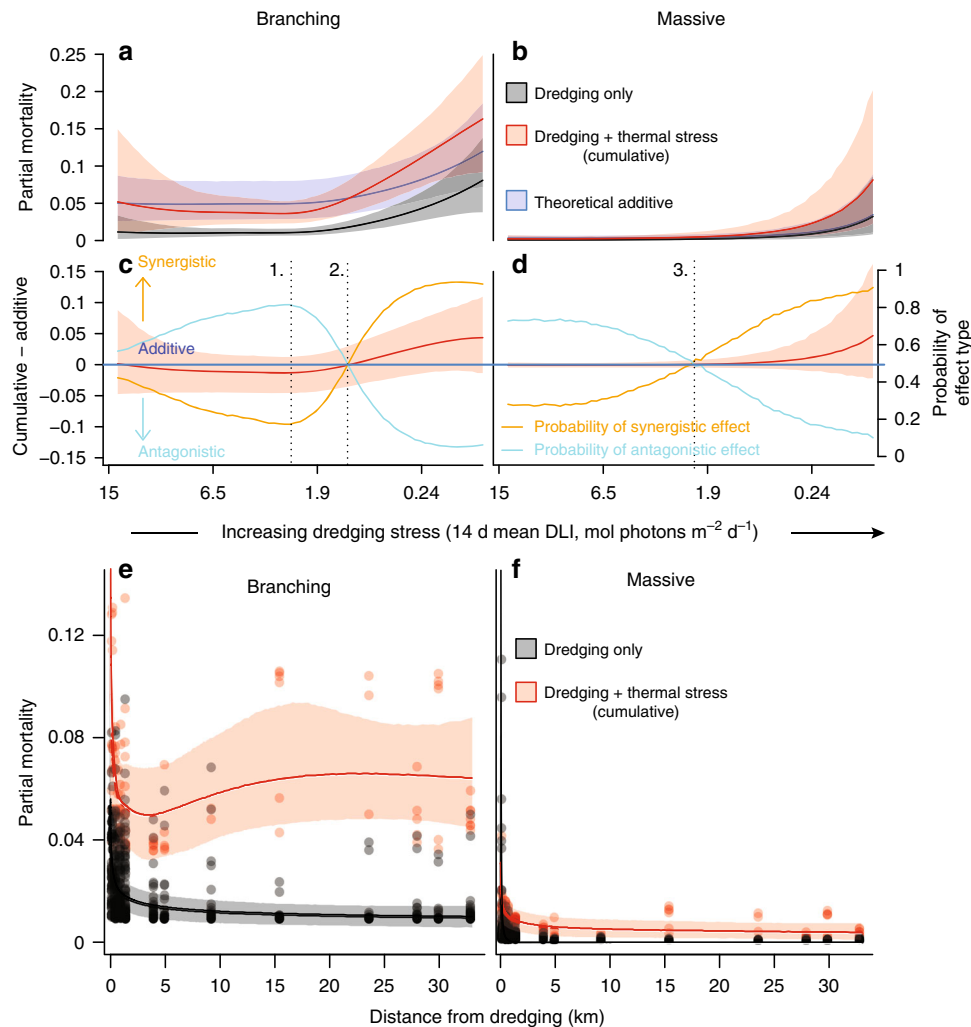 Branching
Massive
a
b
0.25
0.20
0.15
0.10
0.05
0
Partial mortality
Dredging only
Dredging + thermal stress
(cumulative)
Theoretical additive
c
d
Synergistic
Additive
Antagonistic
1.
2.
3.
0.15
0.1
0.05
0
−0.05
−0.1
−0.15
Cumulative – additive
1
0.8
0.6
0.4
0.2
0
Probability of
effect type
Probability of synergistic effect
Probability of antagonistic effect
15 6.5 1.9 0.24
15 6.5 1.9 0.24
Increasing dredging stress (14 d mean DLI, mol photons m⁻² d⁻¹)
e
f
Branching
Massive
0.12
0.08
0.04
0
Partial mortality
Dredging only
Dredging + thermal stress
(cumulative)
0 5 10 15 20 25 30
0 5 10 15 20 25 30
Distance from dredging (km)